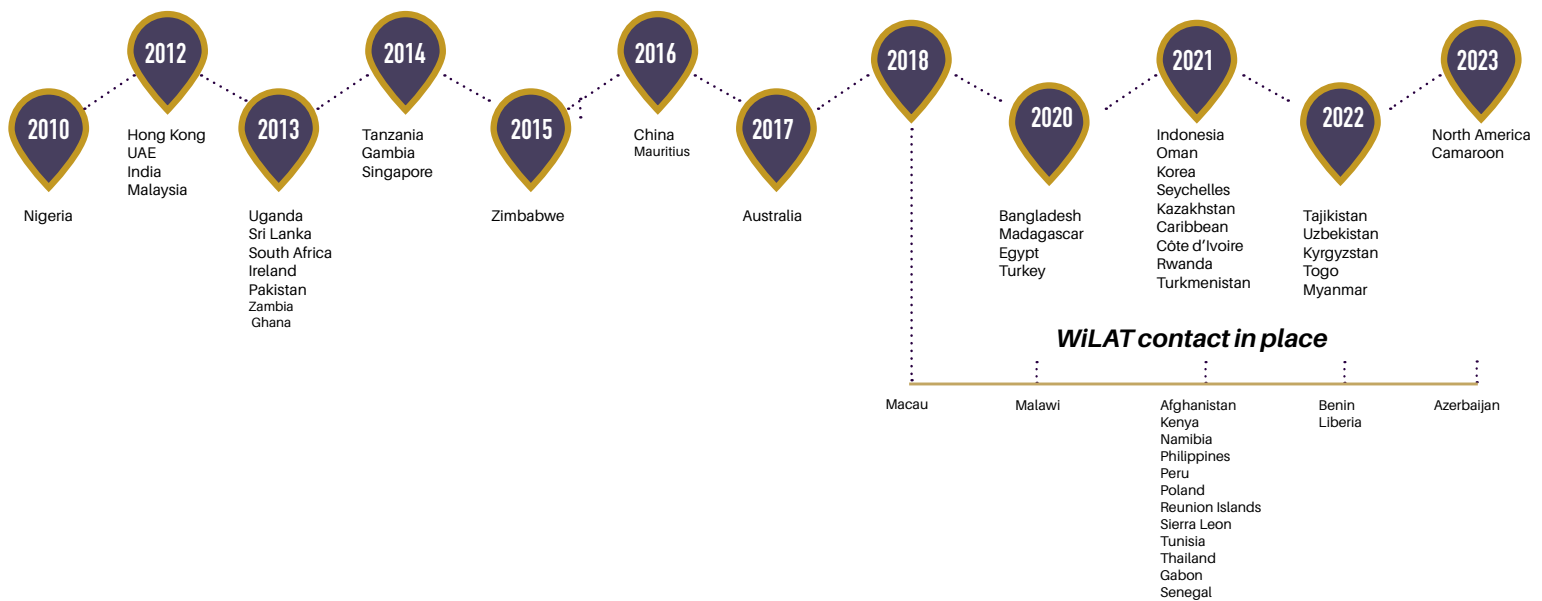 2010
Nigeria
2012
Hong Kong
UAE
India
Malaysia
2013
Uganda
Sri Lanka
South Africa
Ireland
Pakistan
Zambia
Ghana
2014
Tanzania
Gambia
Singapore
2015
Zimbabwe
2016
China
Mauritius
2017
Australia
2018
2020
Bangladesh
Madagascar
Egypt
Turkey
2021
Indonesia
Oman
Korea
Seychelles
Kazakhstan
Caribbean
Côte d'Ivoire
Rwanda
Turkmenistan
2022
Tajikistan
Uzbekistan
Kyrgyzstan
Togo
Myanmar
2023
North America
Camaroon
WiLAT contact in place
Macau
Malawi
Afghanistan
Kenya
Namibia
Philippines
Peru
Poland
Reunion Islands
Sierra Leon
Tunisia
Thailand
Gabon
Senegal
Benin
Liberia
Azerbaijan